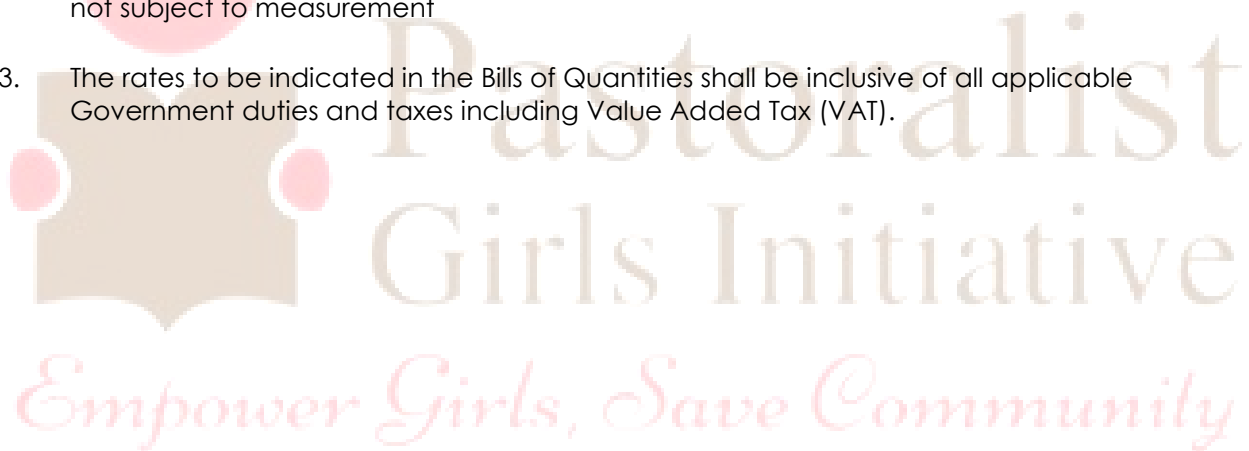 not subject to measurement
3. The rates to be indicated in the Bills of Quantities shall be inclusive of all applicable
Government duties and taxes including Value Added Tax (VAT).
Pastoralist
Girls Initiative
Empower Girls, Save Community